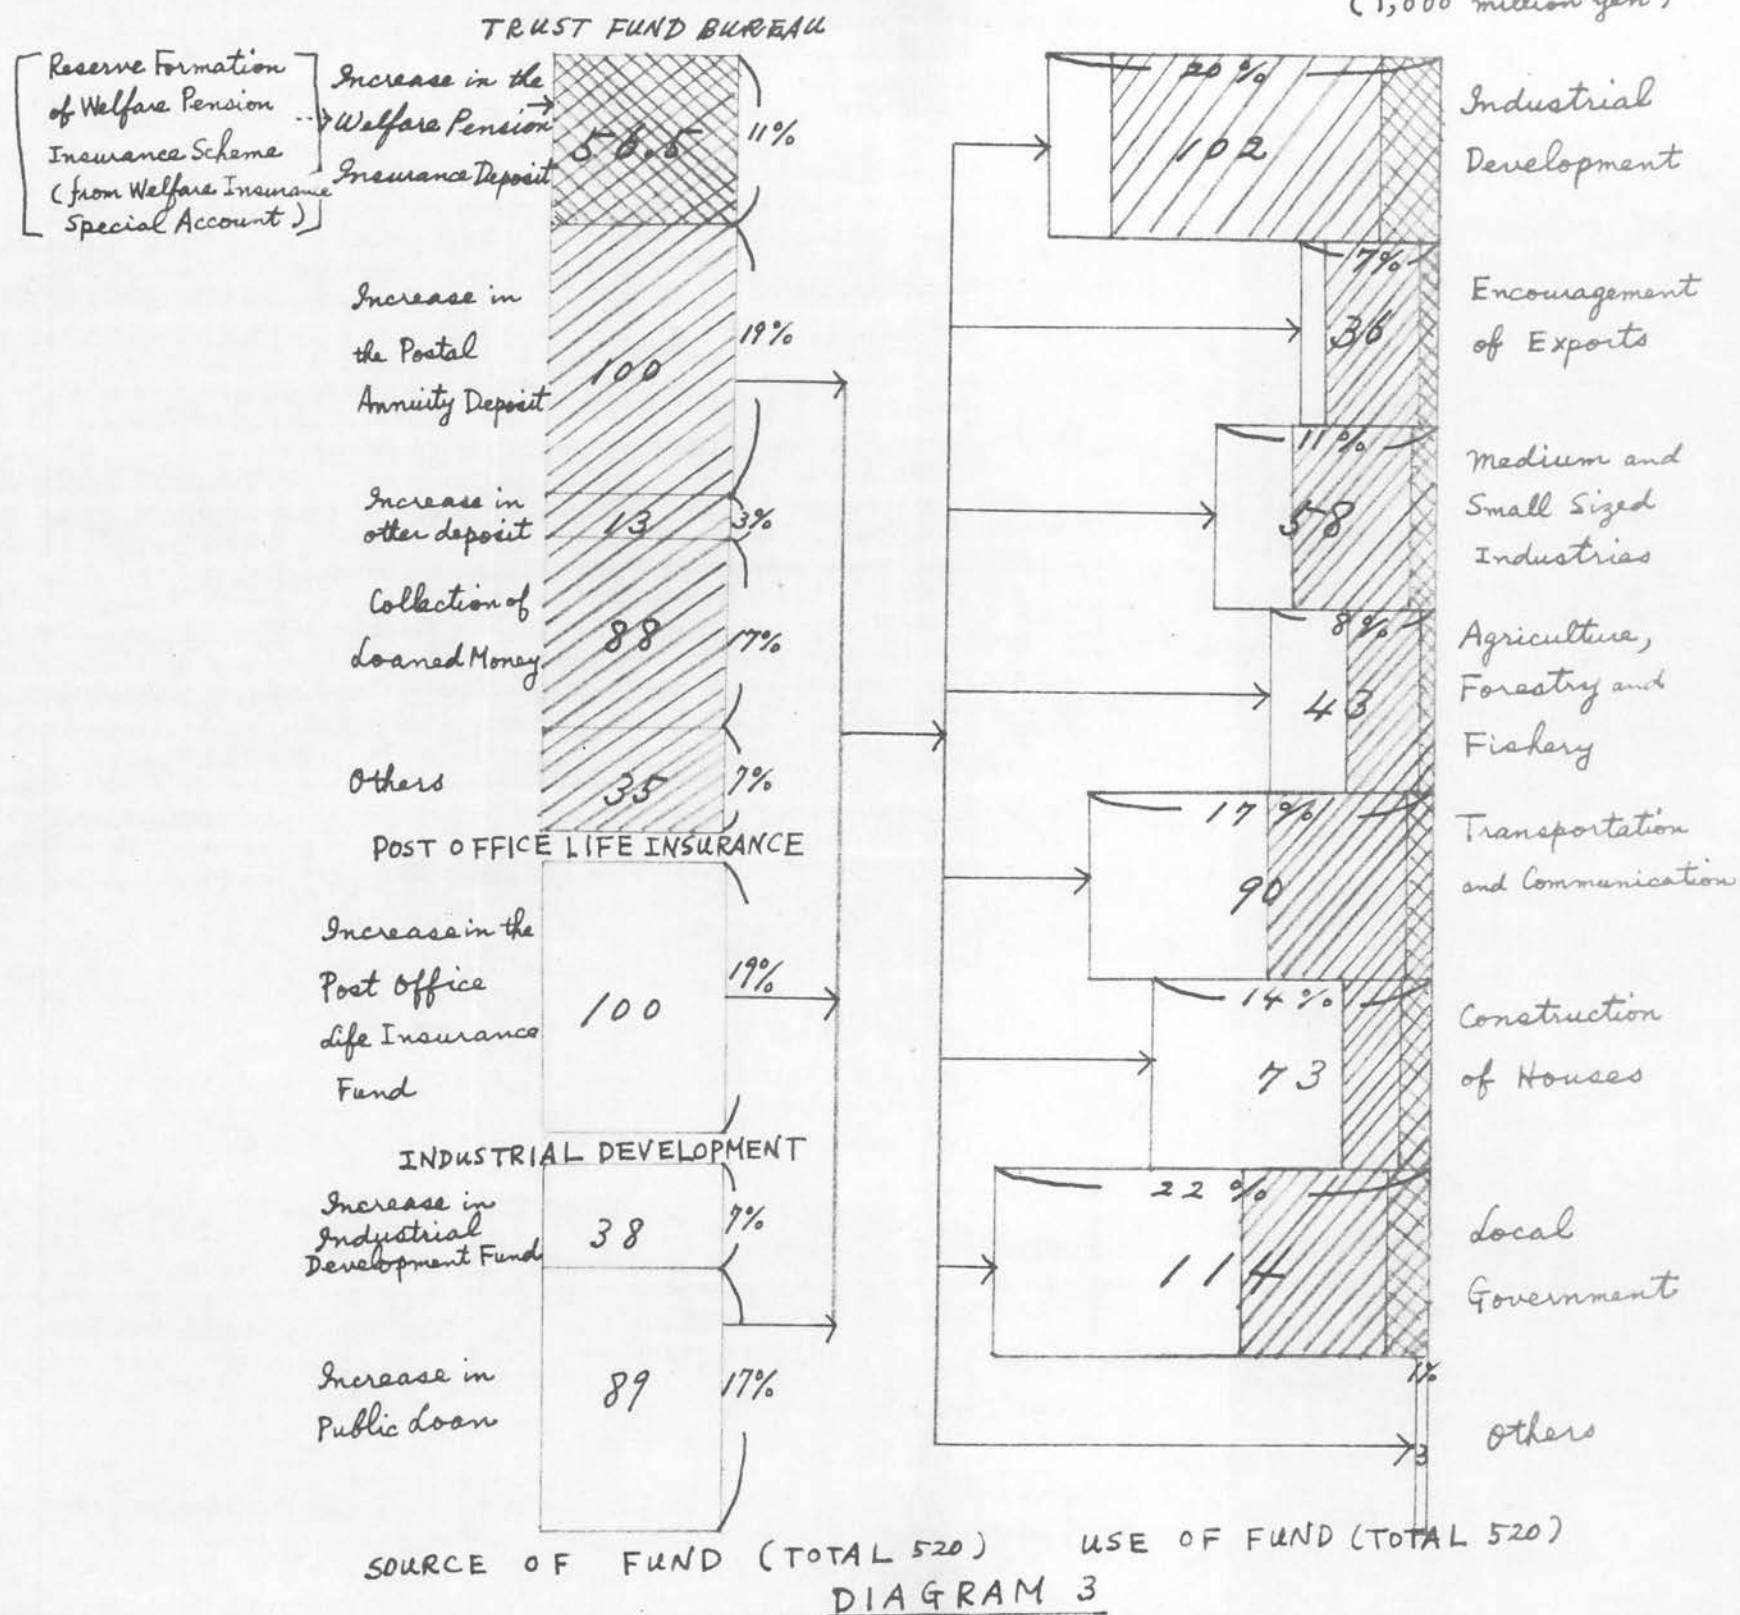 (1,000 million yen)
TRUST FUND BUREAU
Reserve Formation
of Welfare Pension
Insurance Scheme
(from Welfare Insurance
Special Account)
Increase in the
Welfare Pension
Insurance Deposit
56.5
11%
Increase in
the Postal
Annuity Deposit
100
19%
Increase in
other deposit
13
3%
Collection of
Loaned Money
88
17%
Others
35
7%
POST OFFICE LIFE INSURANCE
Increase in the
Post Office
Life Insurance
Fund
100
19%
INDUSTRIAL DEVELOPMENT
Increase in
Industrial
Development Fund
38
7%
Increase in
Public Loan
89
17%
SOURCE OF FUND (TOTAL 520)
20%
102
Industrial
Development
7%
36
Encouragement
of Exports
11%
58
Medium and
Small Sized
Industries
8%
43
Agriculture,
Forestry and
Fishery
17%
90
Transportation
and Communication
14%
73
Construction
of Houses
22%
114
Local
Government
1%
3
Others
USE OF FUND (TOTAL 520)
DIAGRAM 3